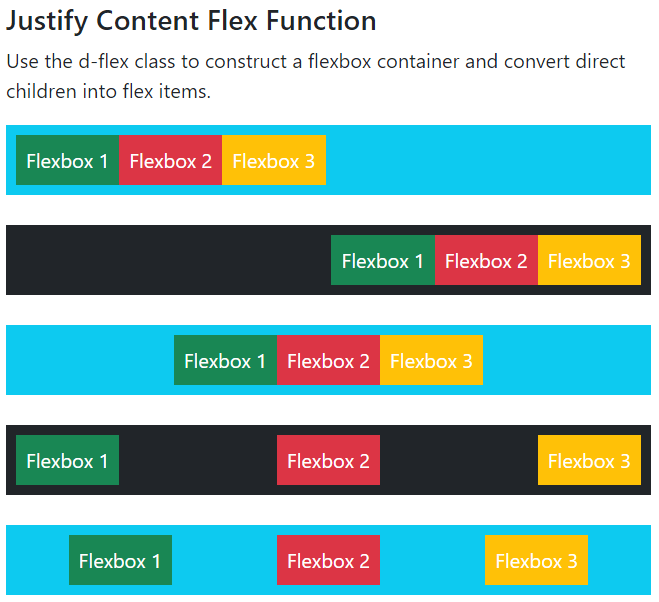 Justify Content Flex Function
Use the d-flex class to construct a flexbox container and convert direct
children into flex items.
Flexbox 1 Flexbox 2 Flexbox 3
Flexbox 1 Flexbox 2 Flexbox 3
Flexbox 1 Flexbox 2 Flexbox 3
Flexbox 1 Flexbox 2 Flexbox 3
Flexbox 1 Flexbox 2 Flexbox 3